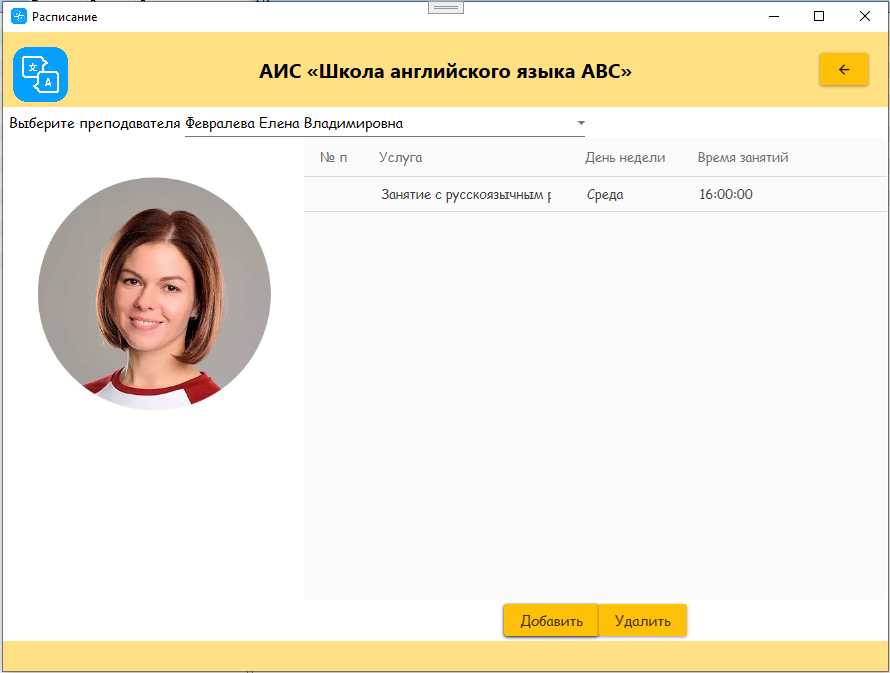 Расписание
АИС «Школа английского языка АВС»
Выберите преподавателя Февралева Елена Владимировна
№ п Услуга День недели Время занятий
Занятие с русскоязычным р Среда 16:00:00
Добавить Удалить